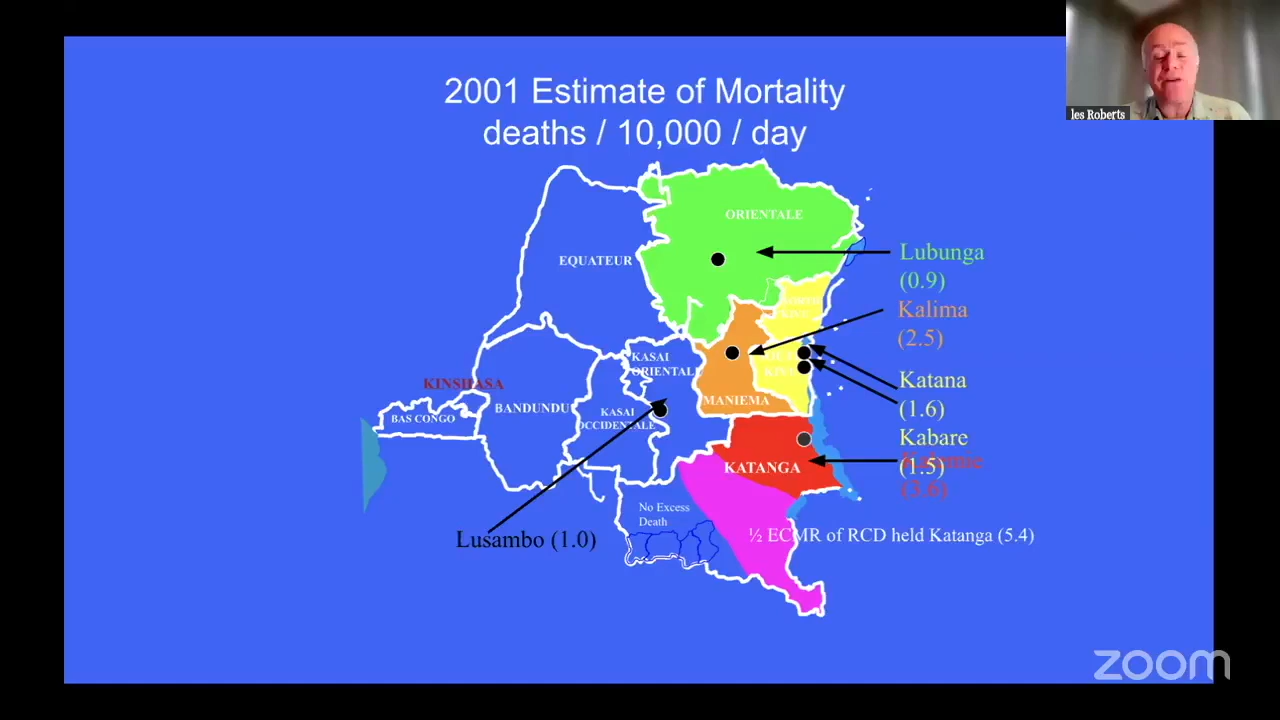 2001 Estimate of Mortality
deaths / 10,000 / day
les Roberts
ORIENTALE
EQUATEUR
Lubunga
(0.9)
Kalima
(2.5)
KASAI
ORIENTALE
KINSHASA
Katana
(1.6)
BAS CONGO
BANDUNDU
KASAI
OCCIDENTALE
MANIEMA
Kabare
(1.5)
KATANGA
(3.6)
No Excess
Death
Lusambo (1.0)
½ ECMR of RCD held Katanga (5.4)
zoom